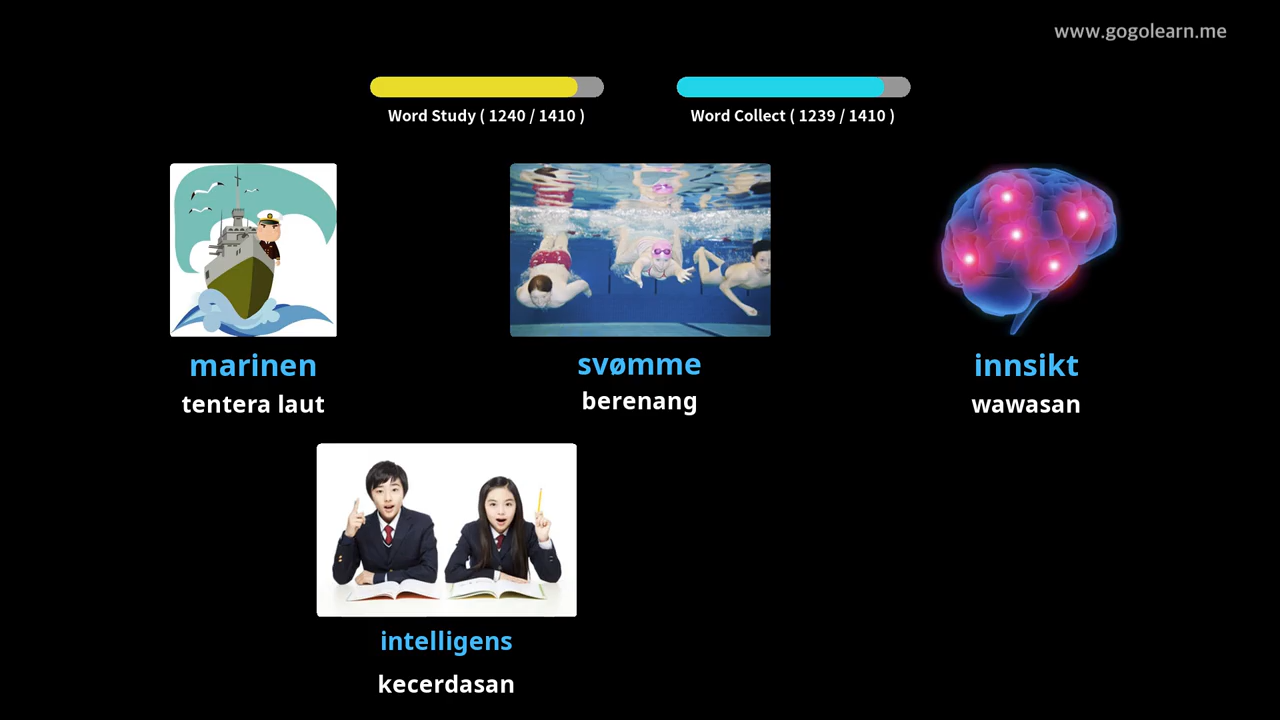 www.gogolearn.me
Word Study ( 1240 / 1410 )
Word Collect ( 1239 / 1410 )
marinen
tentera laut
svømme
berenang
innsikt
wawasan
intelligens
kecerdasan